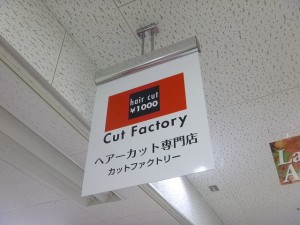 hair cut
¥1000
Cut Factory
ヘアーカット専門店
カットファクトリー
La
A